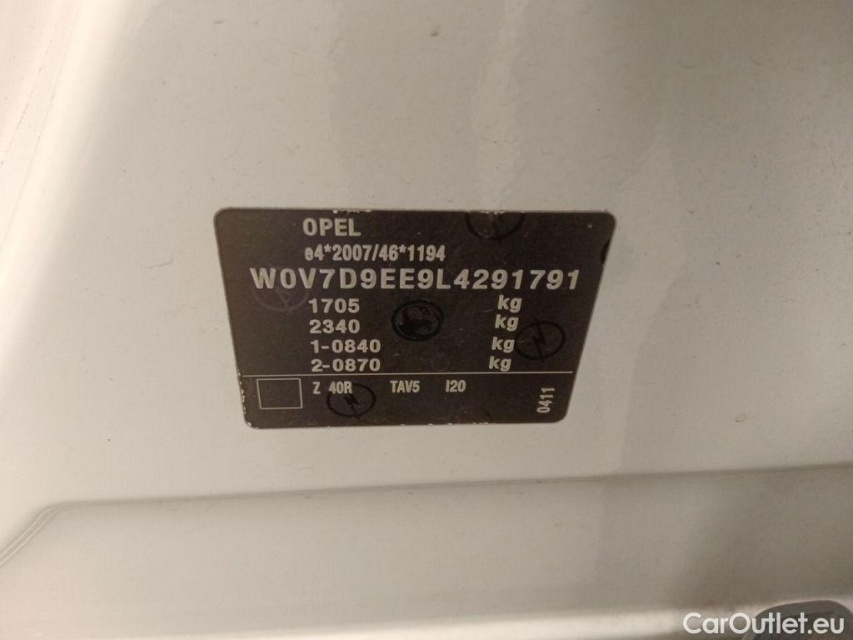 OPEL
e4*2007/46*1194
W0V7D9EE9L4291791
1705 kg
2340 kg
1-0840 kg
2-0870 kg
Z 40R TAV5 I20
0411
CarOutlet.eu